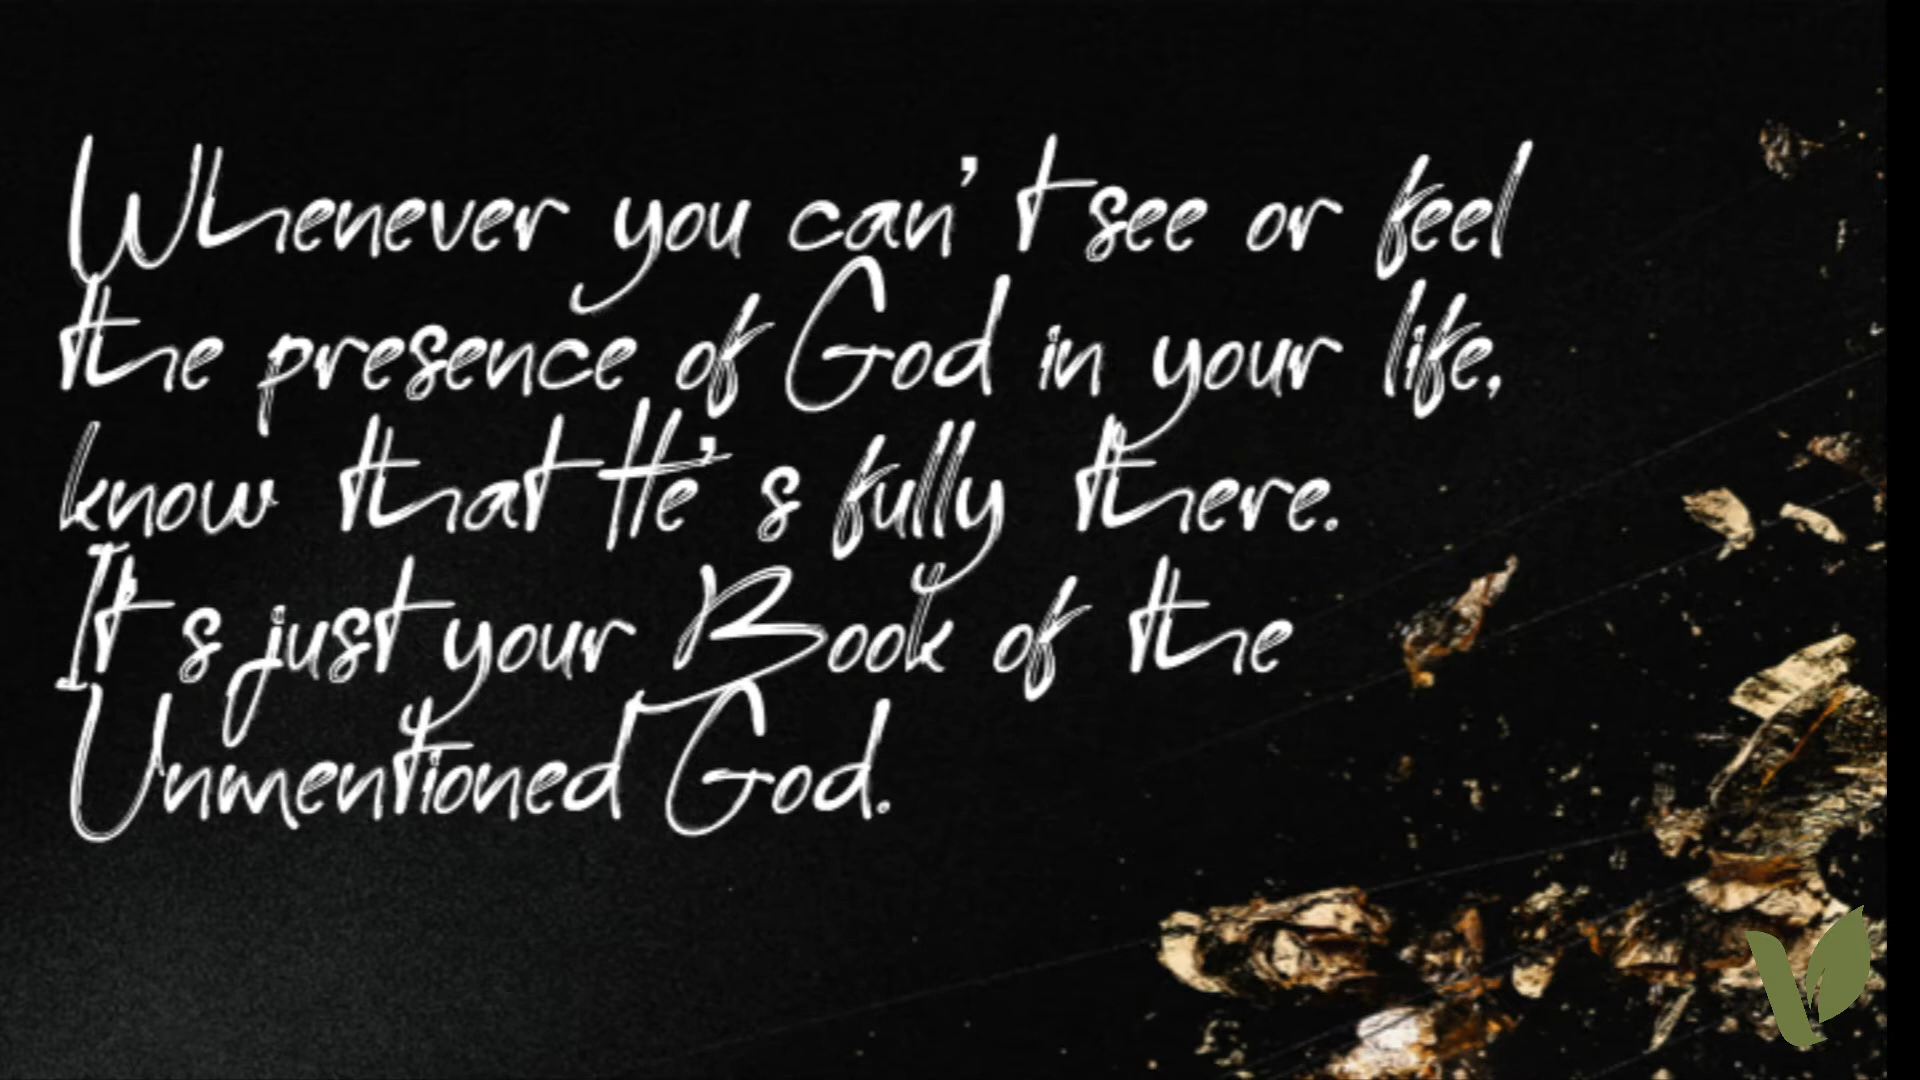 Whenever you can't see or feel
the presence of God in your life,
know that He's fully there.
It's just your Book of the
Unmentioned God.